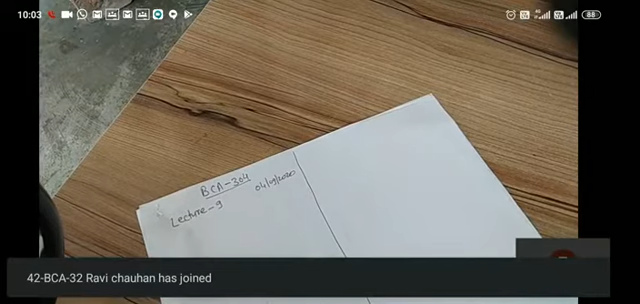 10:03
88
BCA-304
Lecture-9
04/09/2020
42-BCA-32 Ravi chauhan has joined